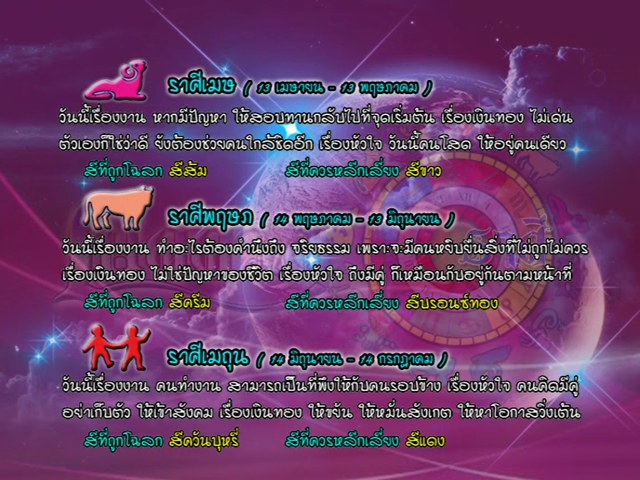 ราศีเมษ ( 13 เมษายน - 13 พฤษภาคม )
วันนี้เรื่องงาน หากมีปัญหา ให้สอบทานกลับไปที่จุดเริ่มต้น เรื่องเงินทอง ไม่เด่น
ตัวเองก็ใช่ว่าดี ยังต้องช่วยคนใกล้ชิดอีก เรื่องหัวใจ วันนี้คนโสด ให้อยู่คนเดียว
สีที่ถูกโฉลก สีส้ม สีที่ควรหลีกเลี่ยง สีขาว
ราศีพฤษภ ( 14 พฤษภาคม - 13 มิถุนายน )
วันนี้เรื่องงาน ทำอะไรต้องคำนึงถึง จริยธรรม เพราะจะมีคนหยิบยื่นสิ่งที่ไม่ถูกไม่ควร
เรื่องเงินทอง ไม่ใช่ปัญหาของชีวิต เรื่องหัวใจ ถึงมีคู่ ก็เหมือนกับอยู่กันตามหน้าที่
สีที่ถูกโฉลก สีครีม สีที่ควรหลีกเลี่ยง สีบรอนซ์ทอง
ราศีเมถุน ( 14 มิถุนายน - 14 กรกฎาคม )
วันนี้เรื่องงาน คนทำงาน สามารถเป็นที่พึ่งให้กับคนรอบข้าง เรื่องหัวใจ คนคิดมีคู่
อย่าเก็บตัว ให้เข้าสังคม เรื่องเงินทอง ให้ขยัน ให้หมั่นสังเกต ให้หาโอกาสวิ่งเต้น
สีที่ถูกโฉลก สีควันบุหรี่ สีที่ควรหลีกเลี่ยง สีแดง